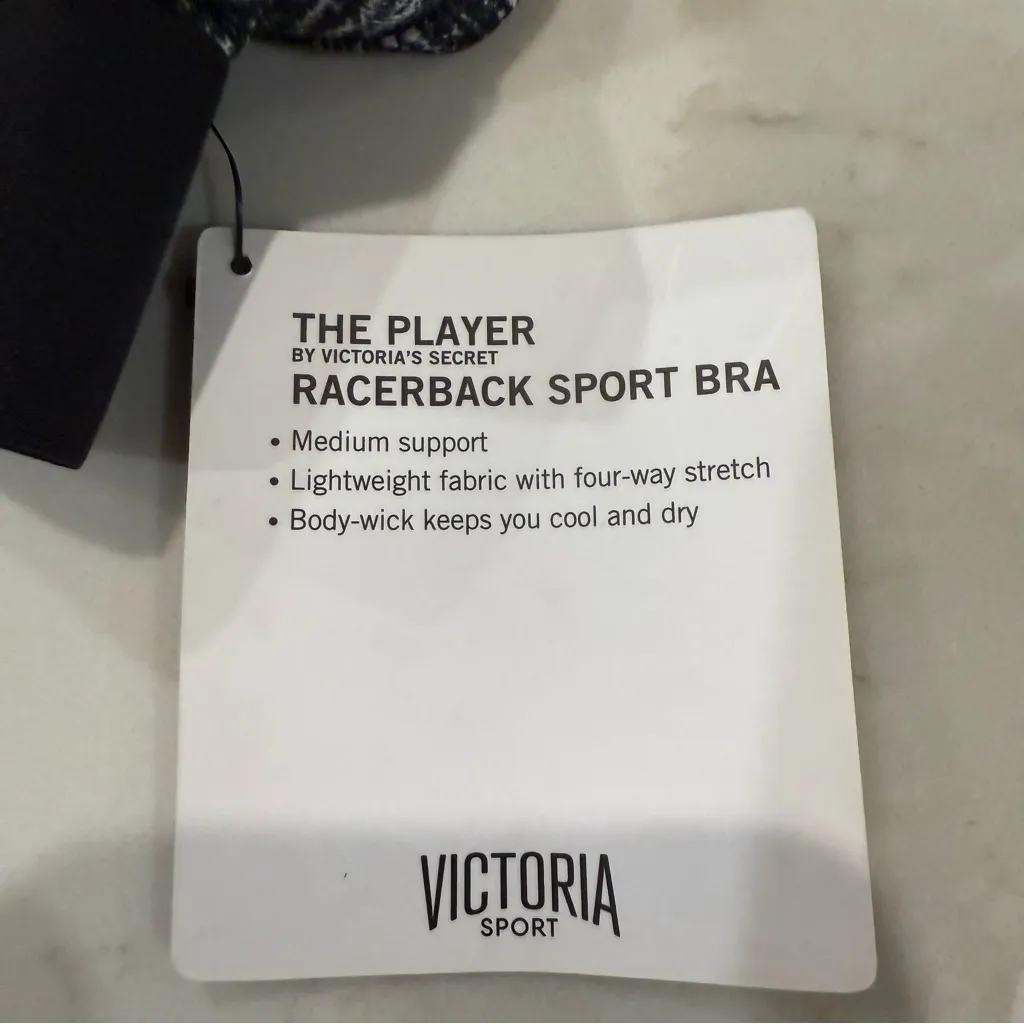 THE PLAYER
BY VICTORIA'S SECRET
RACERBACK SPORT BRA
• Medium support
• Lightweight fabric with four-way stretch
• Body-wick keeps you cool and dry
VICTORIA
SPORT